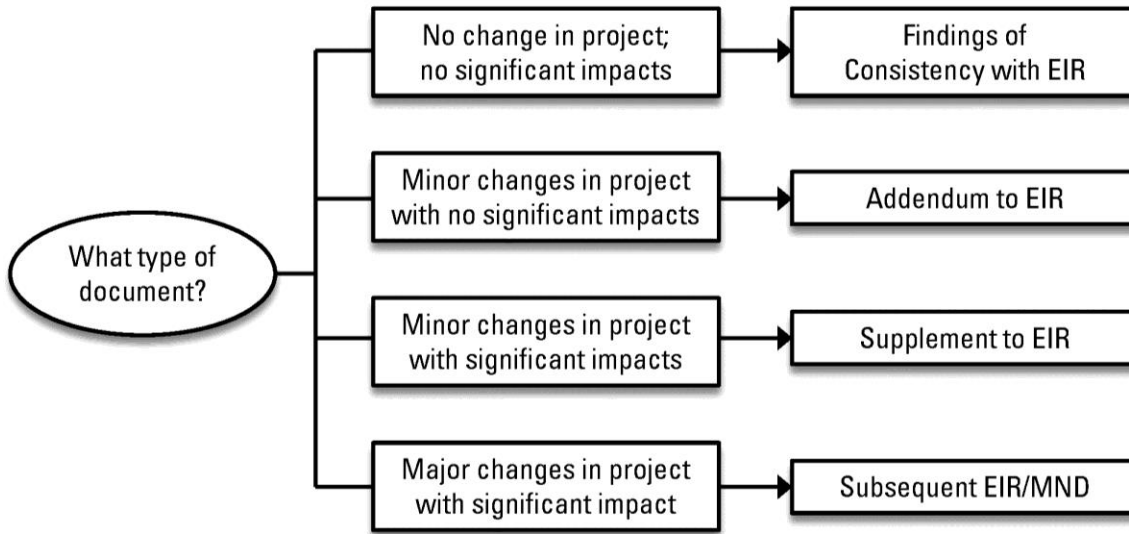 What type of
document?
No change in project;
no significant impacts
Findings of
Consistency with EIR
Minor changes in project
with no significant impacts
Addendum to EIR
Minor changes in project
with significant impacts
Supplement to EIR
Major changes in project
with significant impact
Subsequent EIR/MND